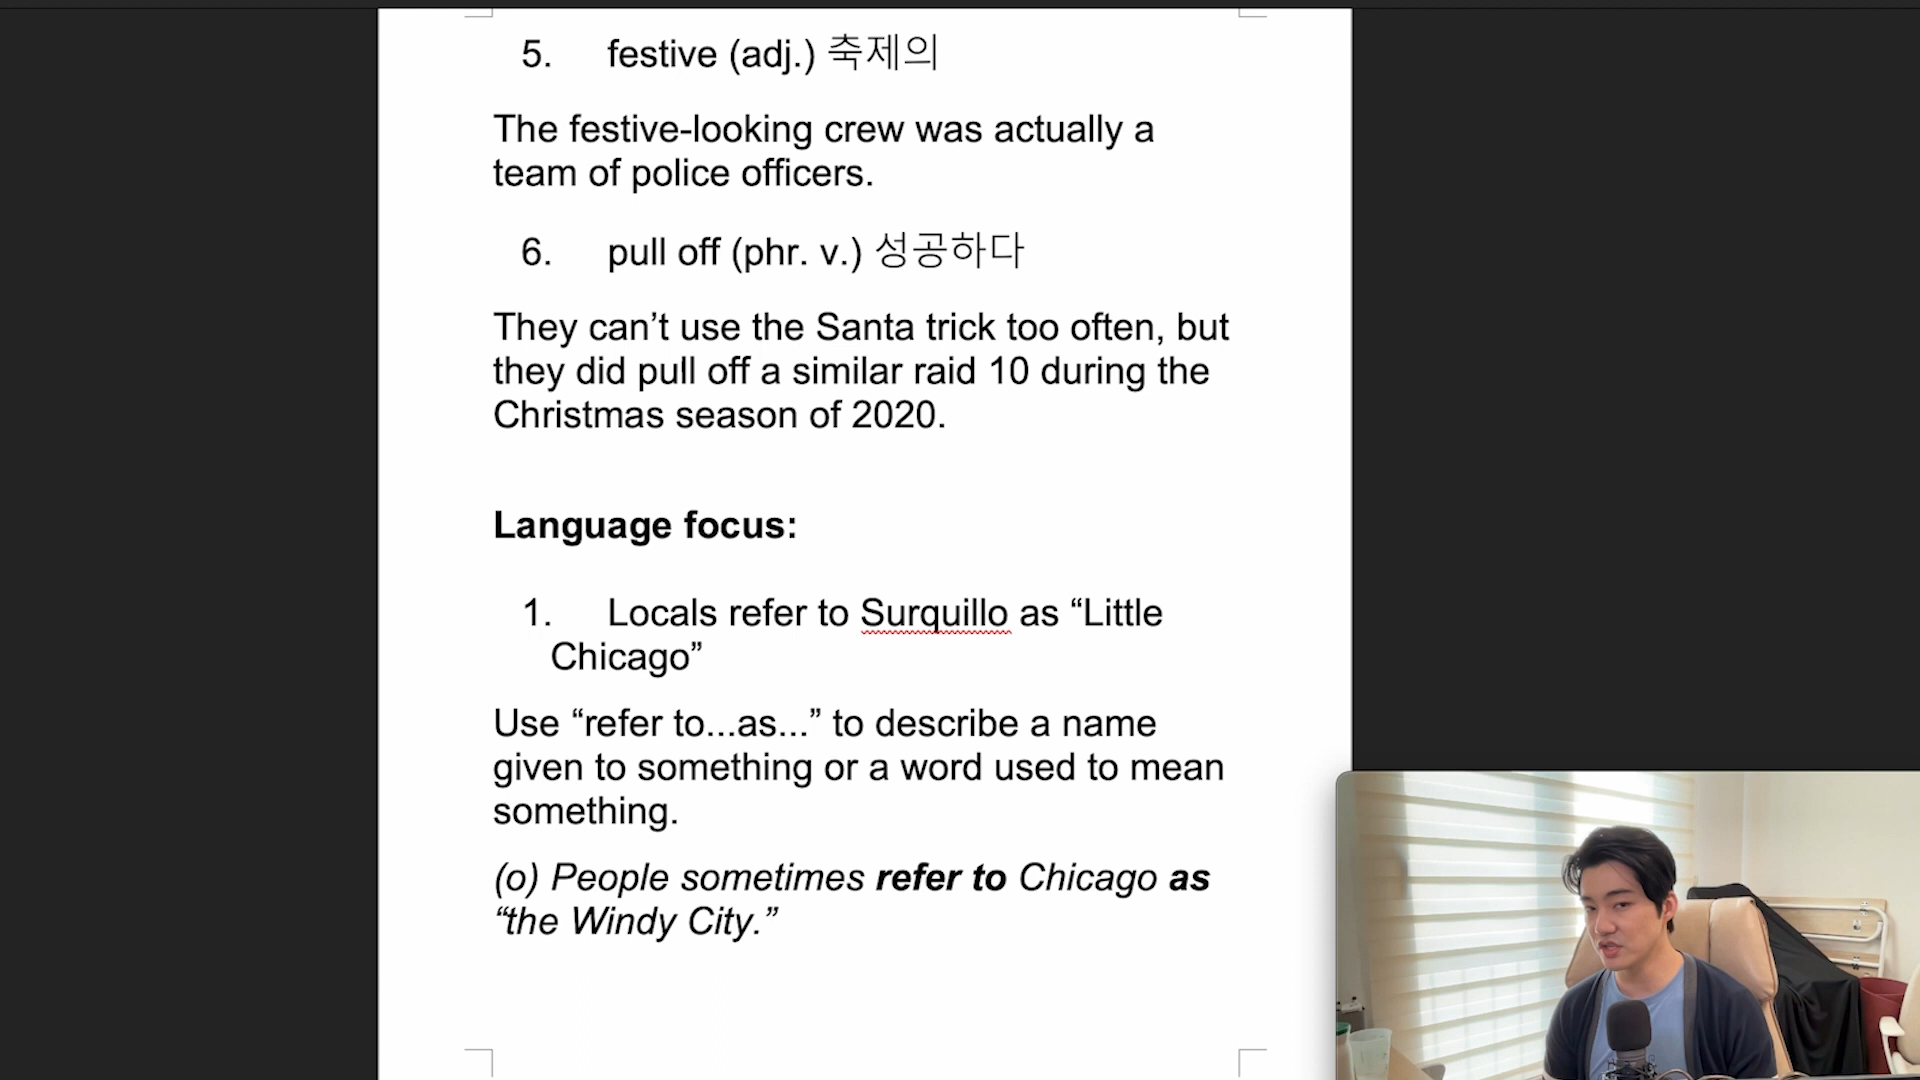 5. festive (adj.) 축제의
The festive-looking crew was actually a
team of police officers.
6. pull off (phr. v.) 성공하다
They can’t use the Santa trick too often, but
they did pull off a similar raid 10 during the
Christmas season of 2020.
Language focus:
1. Locals refer to Surquillo as “Little
Chicago”
Use “refer to...as...” to describe a name
given to something or a word used to mean
something.
(o) People sometimes refer to Chicago as
“the Windy City.”